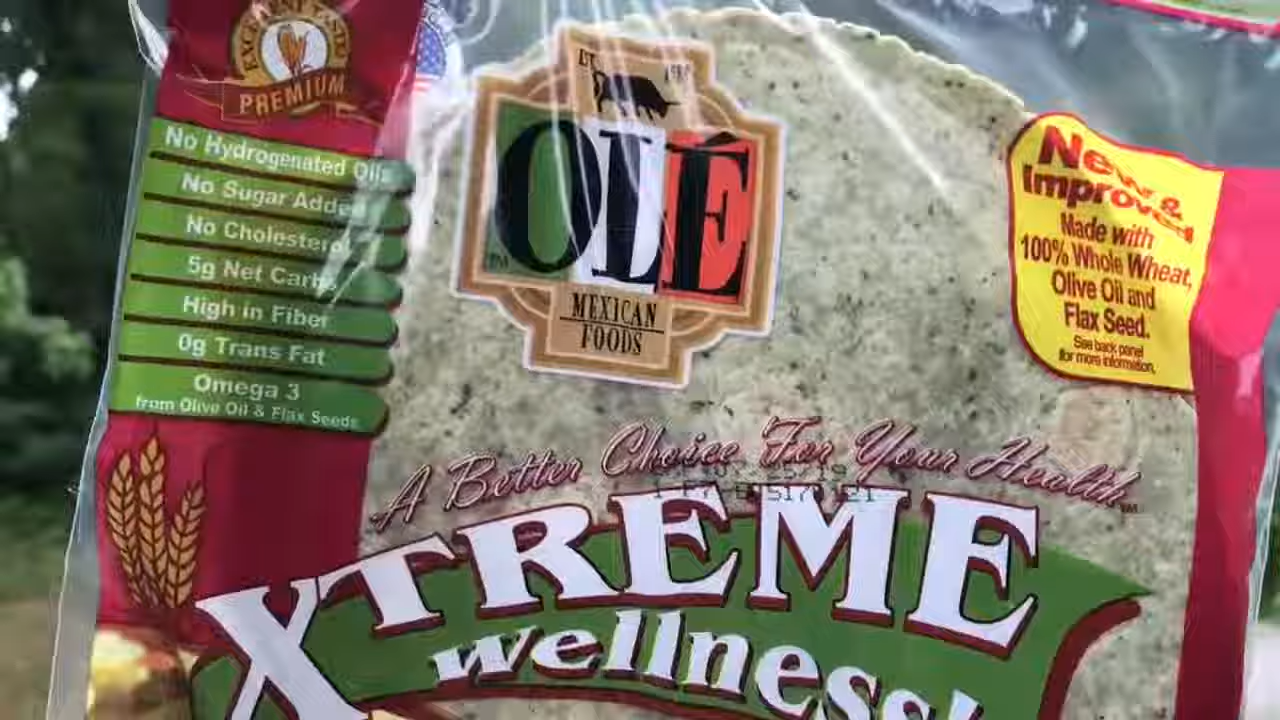 EXCELLENT TASTE
PREMIUM
No Hydrogenated Oils
No Sugar Added
No Cholesterol
5g Net Carbs
High in Fiber
0g Trans Fat
Omega 3
from Olive Oil & Flax Seeds
OLÉ
MEXICAN
FOODS
New &
Improved
Made with
100% Whole Wheat,
Olive Oil and
Flax Seed.
See back panel
for more information.
A Better Choice For Your Health
XTREME
wellness!